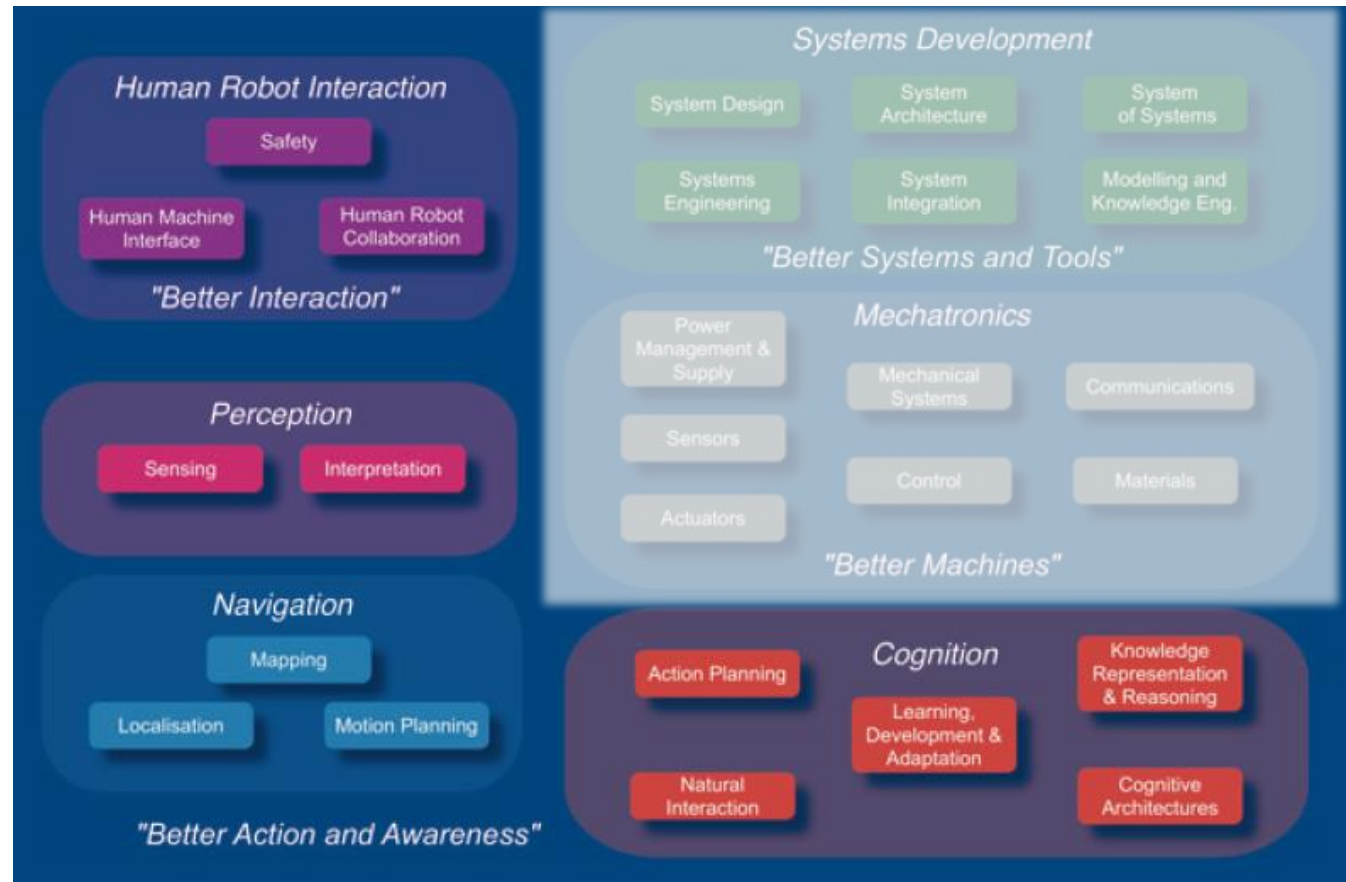 Human Robot Interaction
Safety
Human Machine
Interface
Human Robot
Collaboration
"Better Interaction"
Perception
Sensing
Interpretation
Navigation
Mapping
Localisation
Motion Planning
"Better Action and Awareness"
Systems Development
System Design
System
Architecture
System
of Systems
Systems
Engineering
System
Integration
Modelling and
Knowledge Eng.
"Better Systems and Tools"
Mechatronics
Power
Management &
Supply
Mechanical
Systems
Communications
Sensors
Control
Materials
Actuators
"Better Machines"
Cognition
Action Planning
Knowledge
Representation
& Reasoning
Learning,
Development &
Adaptation
Natural
Interaction
Cognitive
Architectures